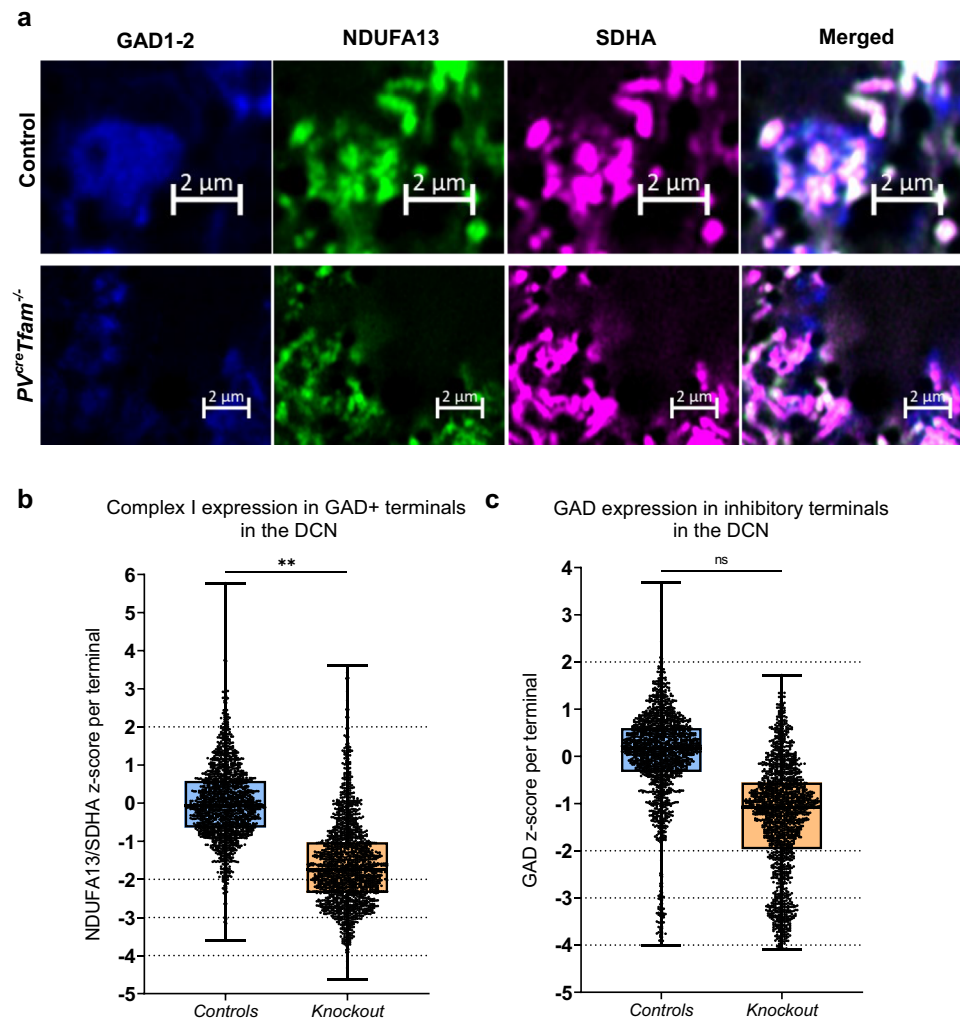 a
GAD1-2 NDUFA13 SDHA Merged
Control
2 µm 2 µm 2 µm 2 µm
PVcreTfam-/-
2 µm 2 µm 2 µm 2 µm
b
Complex I expression in GAD+ terminals
in the DCN
**
NDUFA13/SDHA z-score per terminal
6
5
4
3
2
1
0
-1
-2
-3
-4
-5
Controls Knockout
c
GAD expression in inhibitory terminals
in the DCN
ns
GAD z-score per terminal
4
3
2
1
0
-1
-2
-3
-4
-5
Controls Knockout